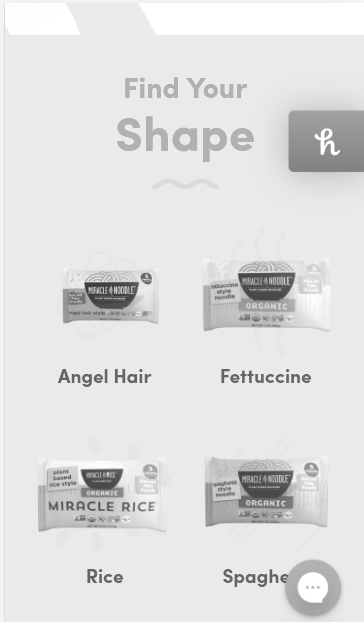 Find Your
Shape
h
MIRACLE NOODLE
angel hair style
Angel Hair
fettuccine
style
noodle
MIRACLE NOODLE
ORGANIC
Fettuccine
plant
based
rice style
MIRACLE RICE
ORGANIC
MIRACLE RICE
Rice
spaghetti
style
noodle
MIRACLE NOODLE
ORGANIC
Spaghe